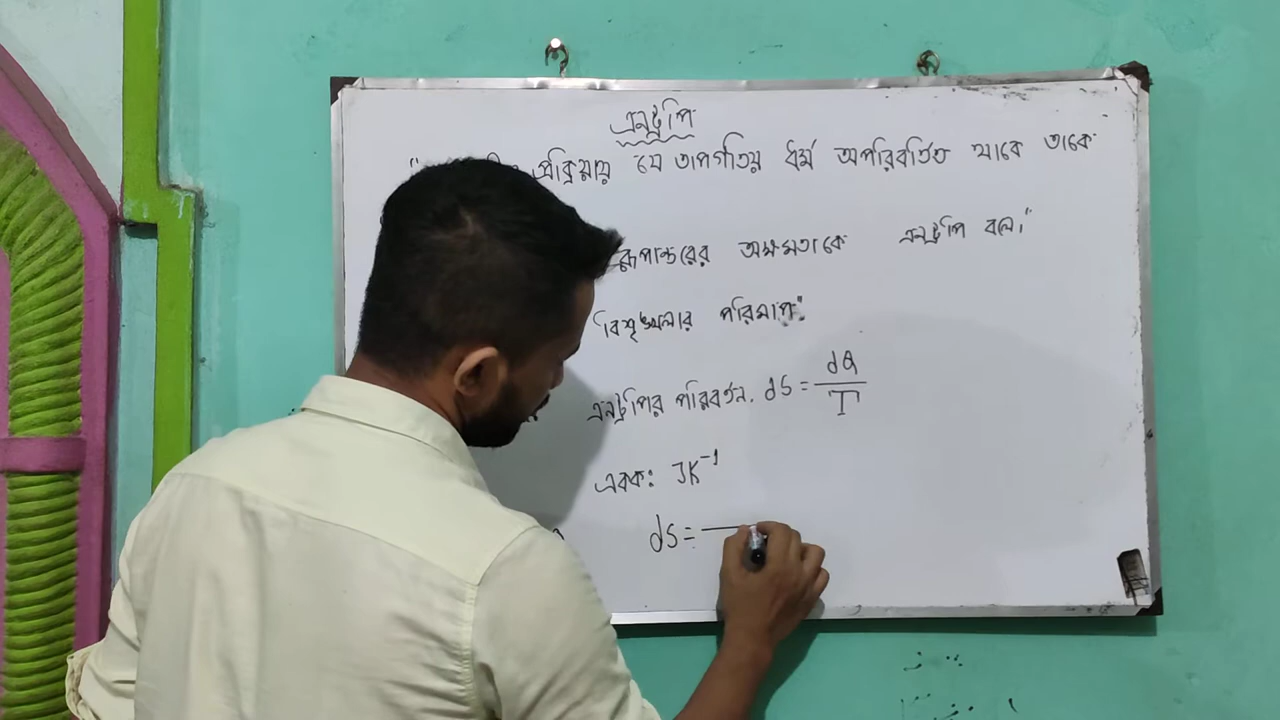 এনট্রপি
" প্রক্রিয়ায় যে তাপগতিয় ধর্ম অপরিবর্তিত থাকে তাকে
রূপান্তরের অক্ষমতাকে এনট্রপি বলে।"
বিশৃঙ্খলার পরিমাপ"
এনট্রপির পরিবর্তন, dS = dQ/T
একক: JK⁻¹
dS =